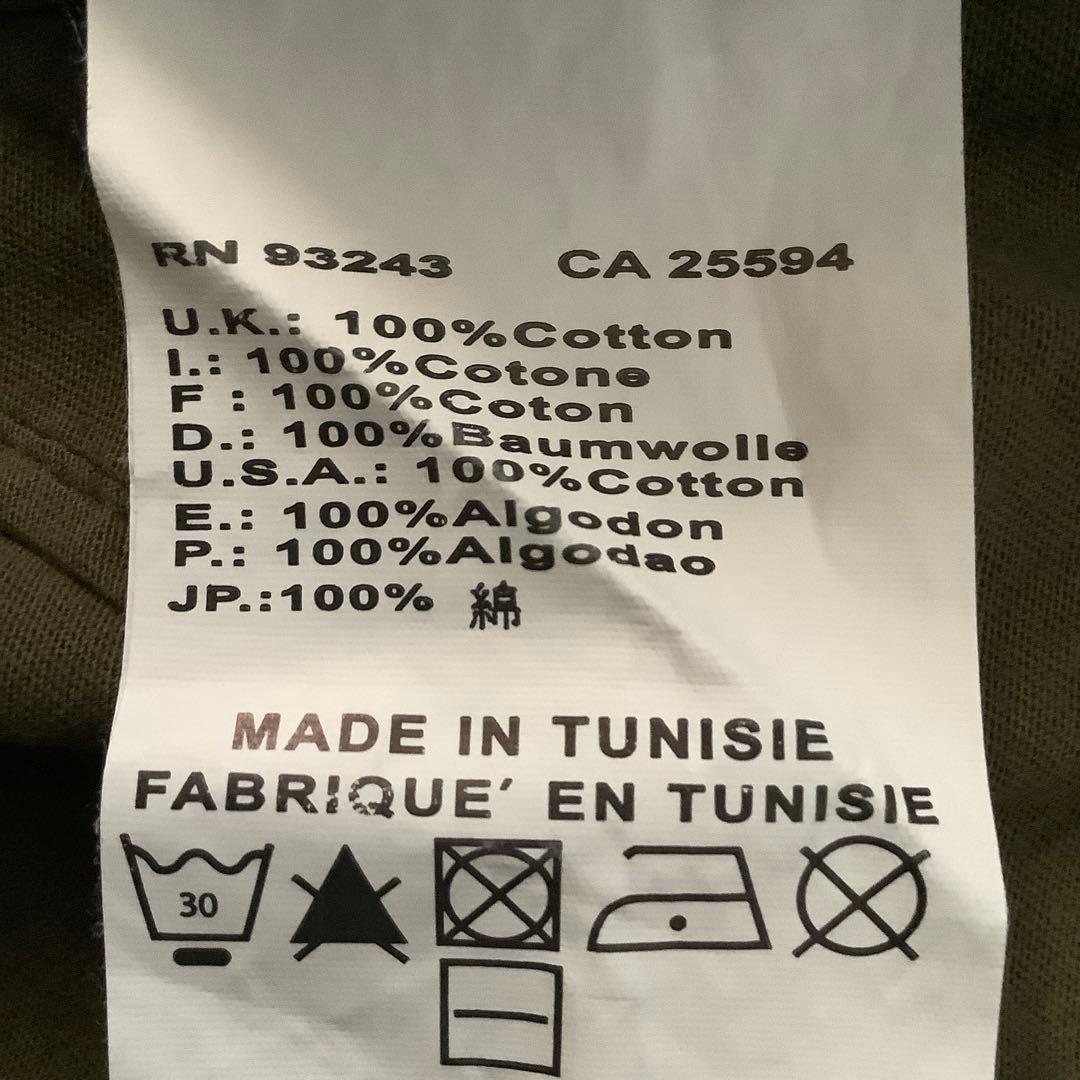 RN 93243 CA 25594
U.K.: 100%Cotton
I.: 100%Cotone
F : 100%Coton
D.: 100%Baumwolle
U.S.A.: 100%Cotton
E.: 100%Algodon
P.: 100%Algodao
JP.:100% 綿
MADE IN TUNISIE
FABRIQUE′ EN TUNISIE
30